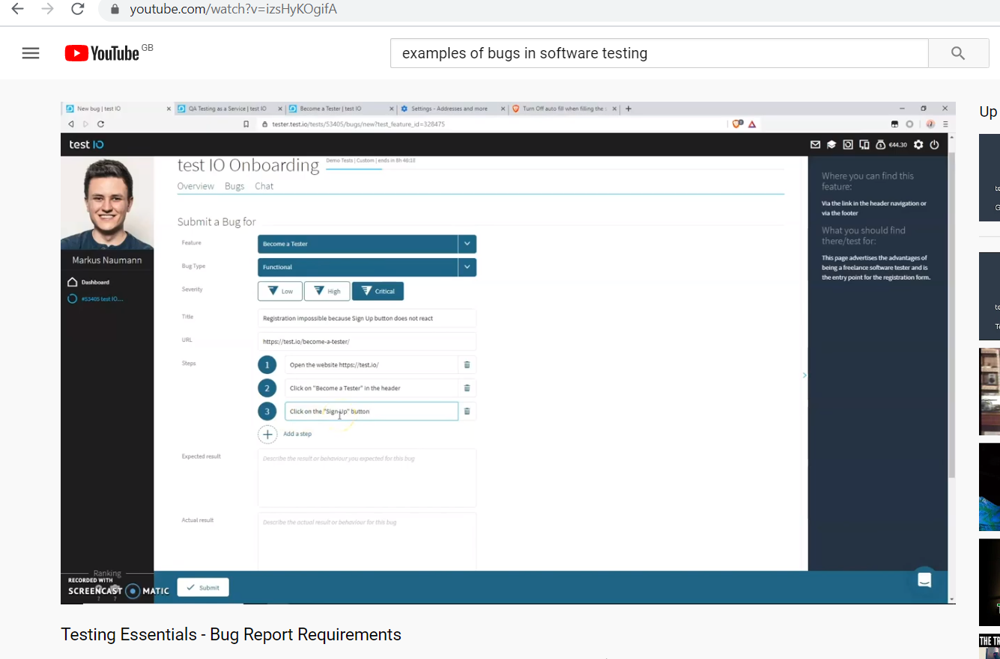 youtube.com/watch?v=izsHyKOgifA
YouTube GB
examples of bugs in software testing
New bug | test IO
QA Testing as a Service | test IO
Become a Tester | test IO
Settings - Addresses and more
Turn Off auto fill when filling the
tester.test.io/tests/53405/bugs/new?test_feature_id=328475
test IO
€44.30
Up
test IO Onboarding
Demo Tests | Custom | ends in 8h 46:18
Overview Bugs Chat
Submit a Bug for
Feature
Become a Tester
Bug Type
Functional
Severity
Low High Critical
Title
Registration impossible because Sign Up button does not react
URL
https://test.io/become-a-tester/
Steps
1 Open the website https://test.io/
2 Click on "Become a Tester" in the header
3 Click on the "Sign Up" button
Add a step
Expected result
Describe the result or behaviour you expected for this bug
Actual result
Describe the actual result or behaviour for this bug
Submit
Markus Naumann
Dashboard
#53405 test IO...
Ranking
RECORDED WITH
SCREENCAST MATIC
? ?
Where you can find this
feature:
Via the link in the header navigation or
via the footer
What you should find
there/test for:
This page advertises the advantages of
being a freelance software tester and is
the entry point for the registration form.
THE TR
Testing Essentials - Bug Report Requirements